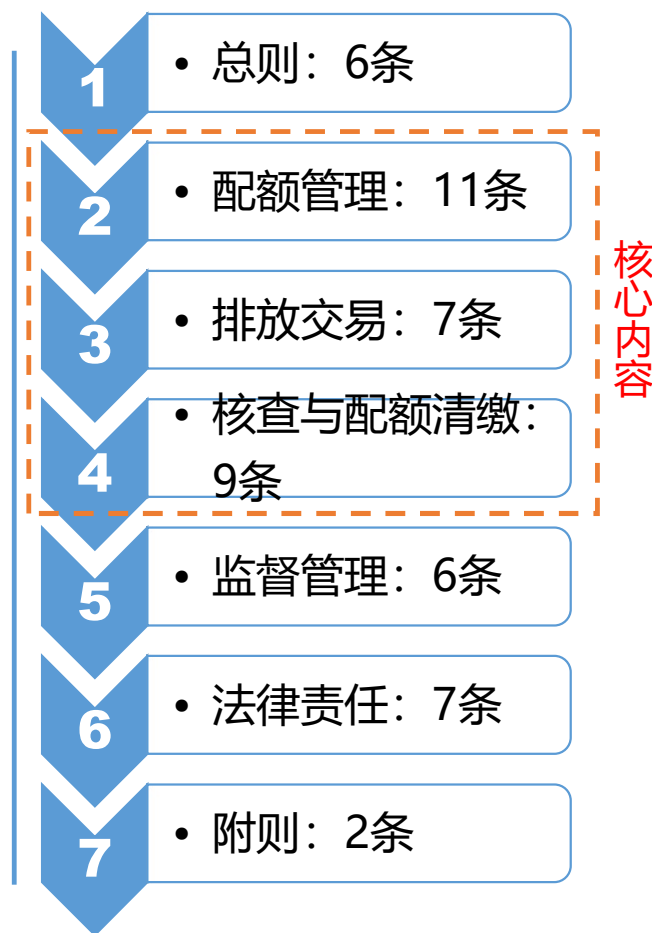 1
• 总则：6条
2
• 配额管理：11条
3
• 排放交易：7条
4
• 核查与配额清缴：
9条
核心内容
5
• 监督管理：6条
6
• 法律责任：7条
7
• 附则：2条